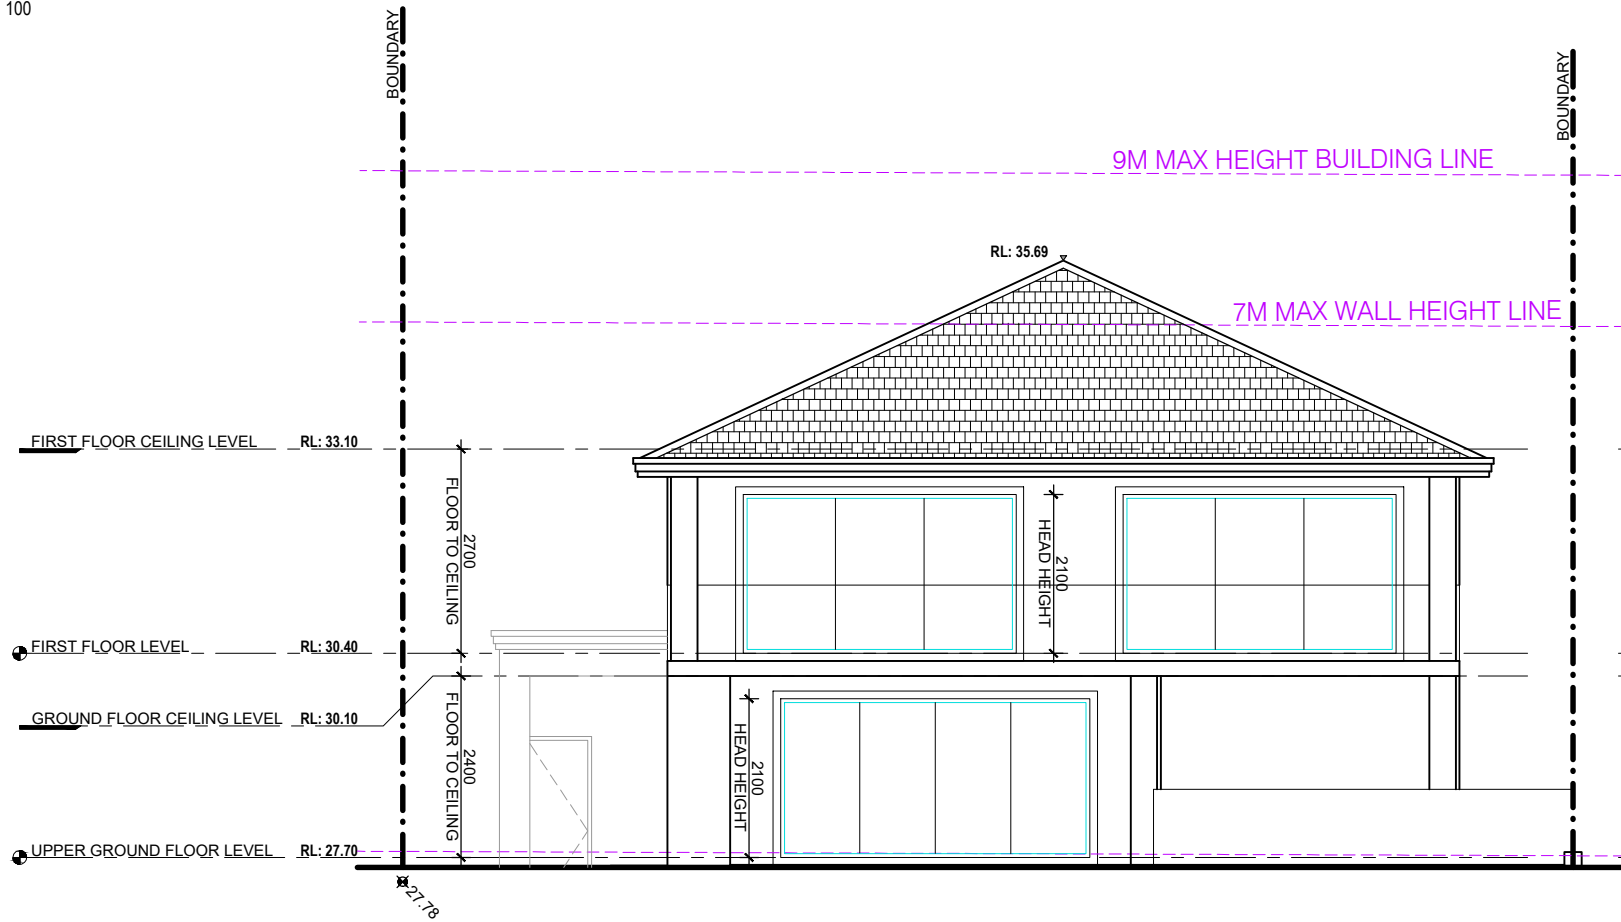 100
BOUNDARY
BOUNDARY
9M MAX HEIGHT BUILDING LINE
RL: 35.69
7M MAX WALL HEIGHT LINE
FIRST FLOOR CEILING LEVEL RL: 33.10
2700
FLOOR TO CEILING
2100
HEAD HEIGHT
FIRST FLOOR LEVEL RL: 30.40
GROUND FLOOR CEILING LEVEL RL: 30.10
2400
FLOOR TO CEILING
2100
HEAD HEIGHT
UPPER GROUND FLOOR LEVEL RL: 27.70
27.78